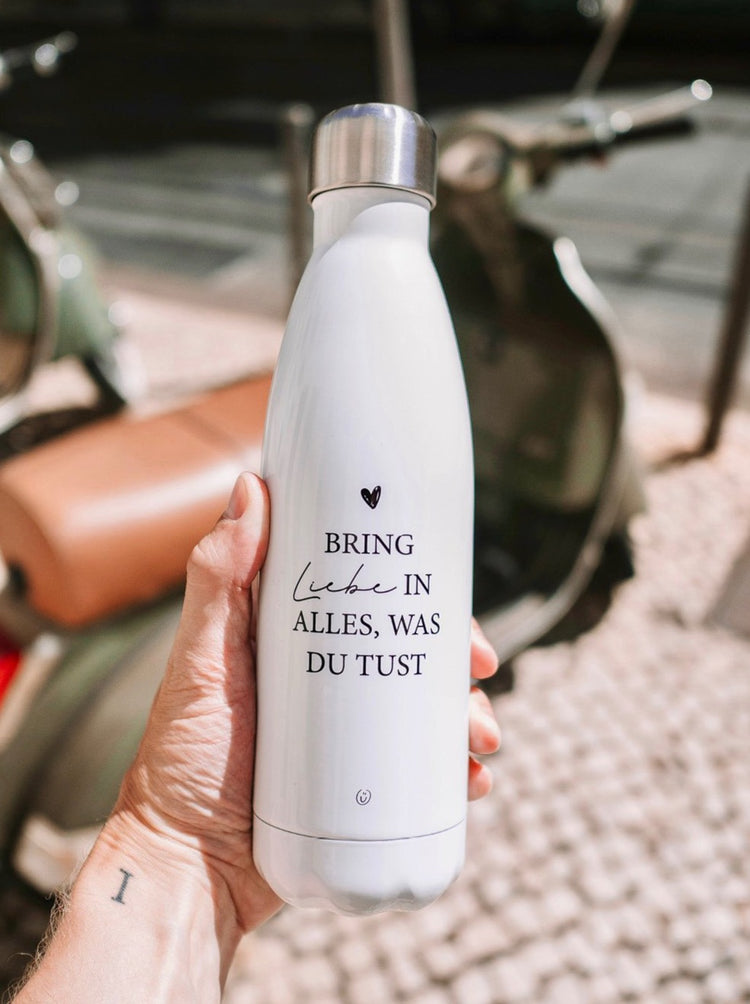 BRING
Liebe IN
ALLES, WAS
DU TUST
I